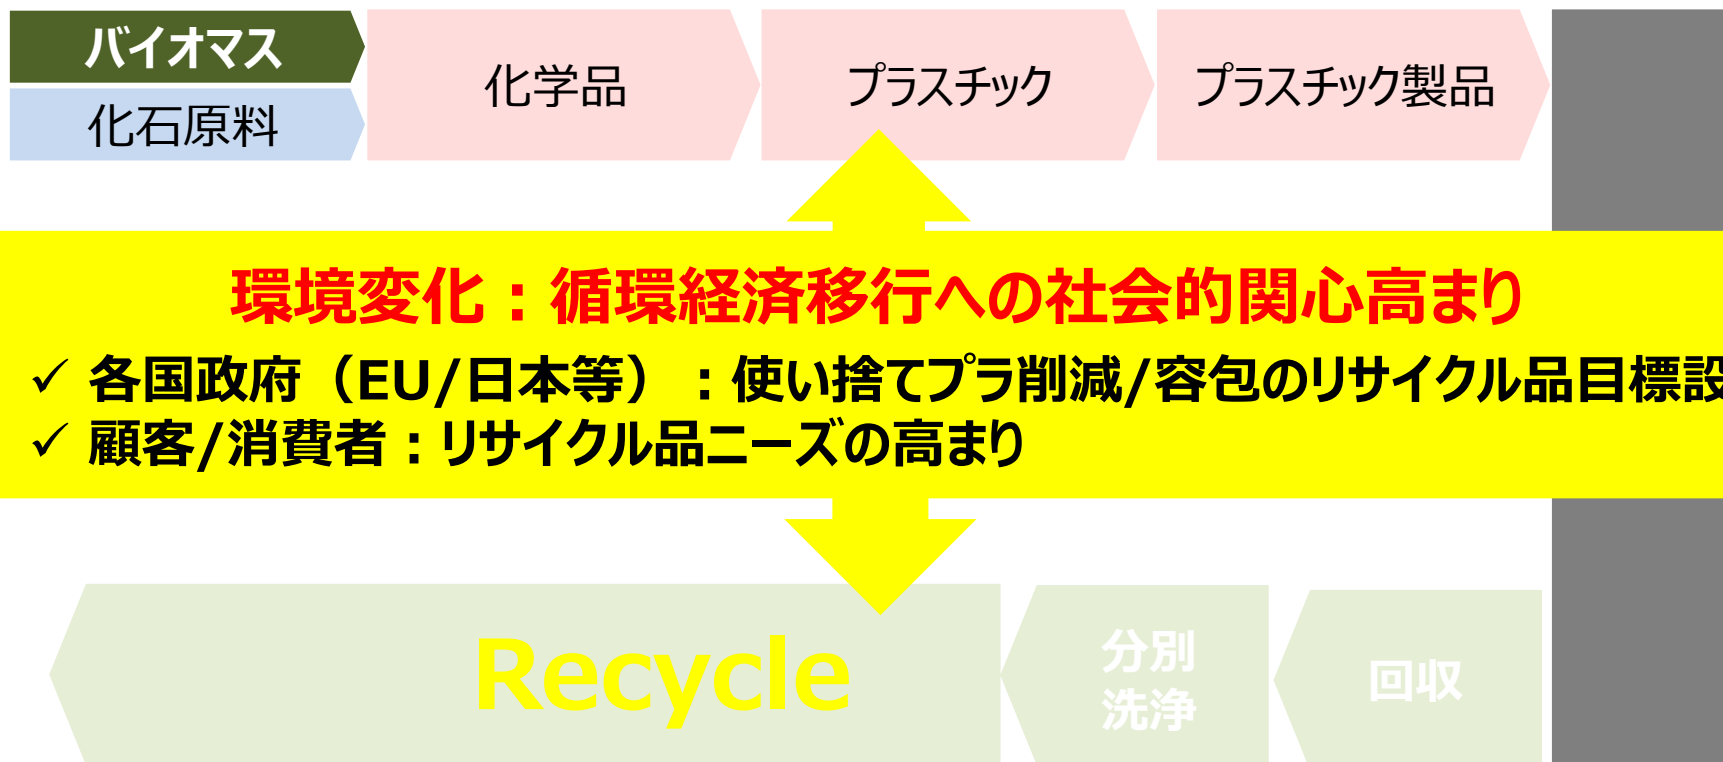 バイオマス
化石原料
化学品
プラスチック
プラスチック製品
環境変化：循環経済移行への社会的関心高まり
✓ 各国政府（EU/日本等）：使い捨てプラ削減/容包のリサイクル品目標設
✓ 顧客/消費者：リサイクル品ニーズの高まり
Recycle
分別
洗浄
回収